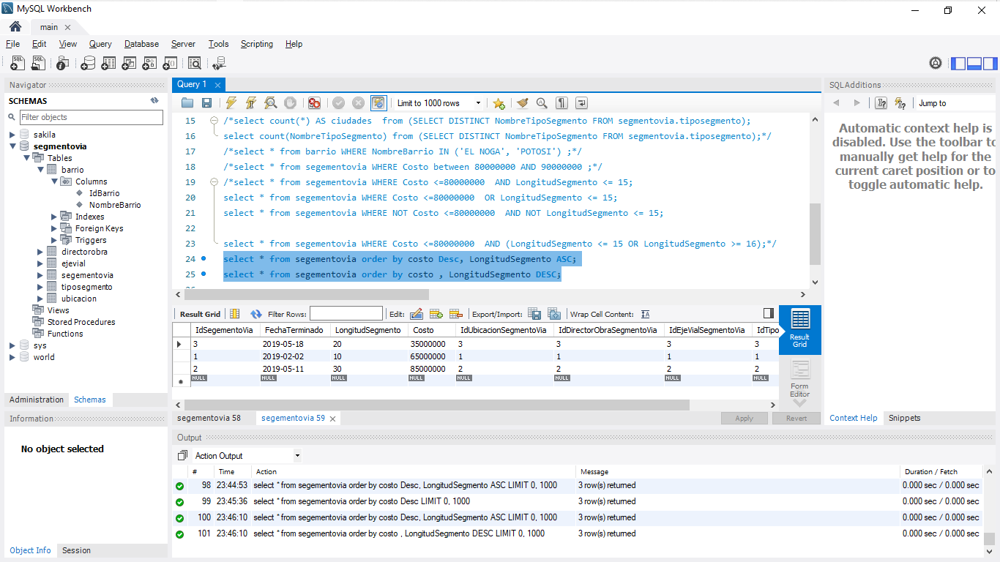 MySQL Workbench
main
File Edit View Query Database Server Tools Scripting Help
Navigator
SCHEMAS
Filter objects
sakila
segmentovia
Tables
barrio
Columns
IdBarrio
NombreBarrio
Indexes
Foreign Keys
Triggers
directorobra
ejevial
segementovia
tiposegmento
ubicacion
Views
Stored Procedures
Functions
sys
world
Administration Schemas
Information
No object selected
Object Info Session
Query 1
Limit to 1000 rows
15 /*select count(*) AS ciudades from (SELECT DISTINCT NombreTipoSegmento FROM segmentovia.tiposegmento);
16 select count(NombreTipoSegmento) from (SELECT DISTINCT NombreTipoSegmento FROM segmentovia.tiposegmento);*/
17 /*select * from barrio WHERE NombreBarrio IN ('EL NOGA', 'POTOSI') ;*/
18 /*select * from segementovia WHERE Costo between 80000000 AND 90000000 ;*/
19 /*select * from segementovia WHERE Costo <=80000000 AND LongitudSegmento <= 15;
20 select * from segementovia WHERE Costo <=80000000 OR LongitudSegmento <= 15;
21 select * from segementovia WHERE NOT Costo <=80000000 AND NOT LongitudSegmento <= 15;
22
23 select * from segementovia WHERE Costo <=80000000 AND (LongitudSegmento <= 15 OR LongitudSegmento >= 16);*/
24 select * from segementovia order by costo Desc, LongitudSegmento ASC;
25 select * from segementovia order by costo , LongitudSegmento DESC;
Result Grid Filter Rows: Edit: Export/Import: Wrap Cell Content: IA
IdSegementoVia FechaTerminado LongitudSegmento Costo IdUbicacionSegmentoVia IdDirectorObraSegmentoVia IdEjeVialSegmentoVia IdTipo
3 2019-05-18 20 35000000 3 3 3 3
1 2019-02-02 10 65000000 1 1 1 1
2 2019-05-11 30 85000000 2 2 2 2
NULL NULL NULL NULL NULL NULL NULL NULL
Result Grid
Form Editor
segementovia 58 segementovia 59 Apply Revert
SQLAdditions
Jump to
Automatic context help is
disabled. Use the toolbar to
manually get help for the
current caret position or to
toggle automatic help.
Context Help Snippets
Output
Action Output
# Time Action Message Duration / Fetch
98 23:44:53 select * from segementovia order by costo Desc, LongitudSegmento ASC LIMIT 0, 1000 3 row(s) returned 0.000 sec / 0.000 sec
99 23:45:36 select * from segementovia order by costo Desc LIMIT 0, 1000 3 row(s) returned 0.000 sec / 0.000 sec
100 23:46:10 select * from segementovia order by costo Desc, LongitudSegmento ASC LIMIT 0, 1000 3 row(s) returned 0.000 sec / 0.000 sec
101 23:46:10 select * from segementovia order by costo , LongitudSegmento DESC LIMIT 0, 1000 3 row(s) returned 0.000 sec / 0.000 sec